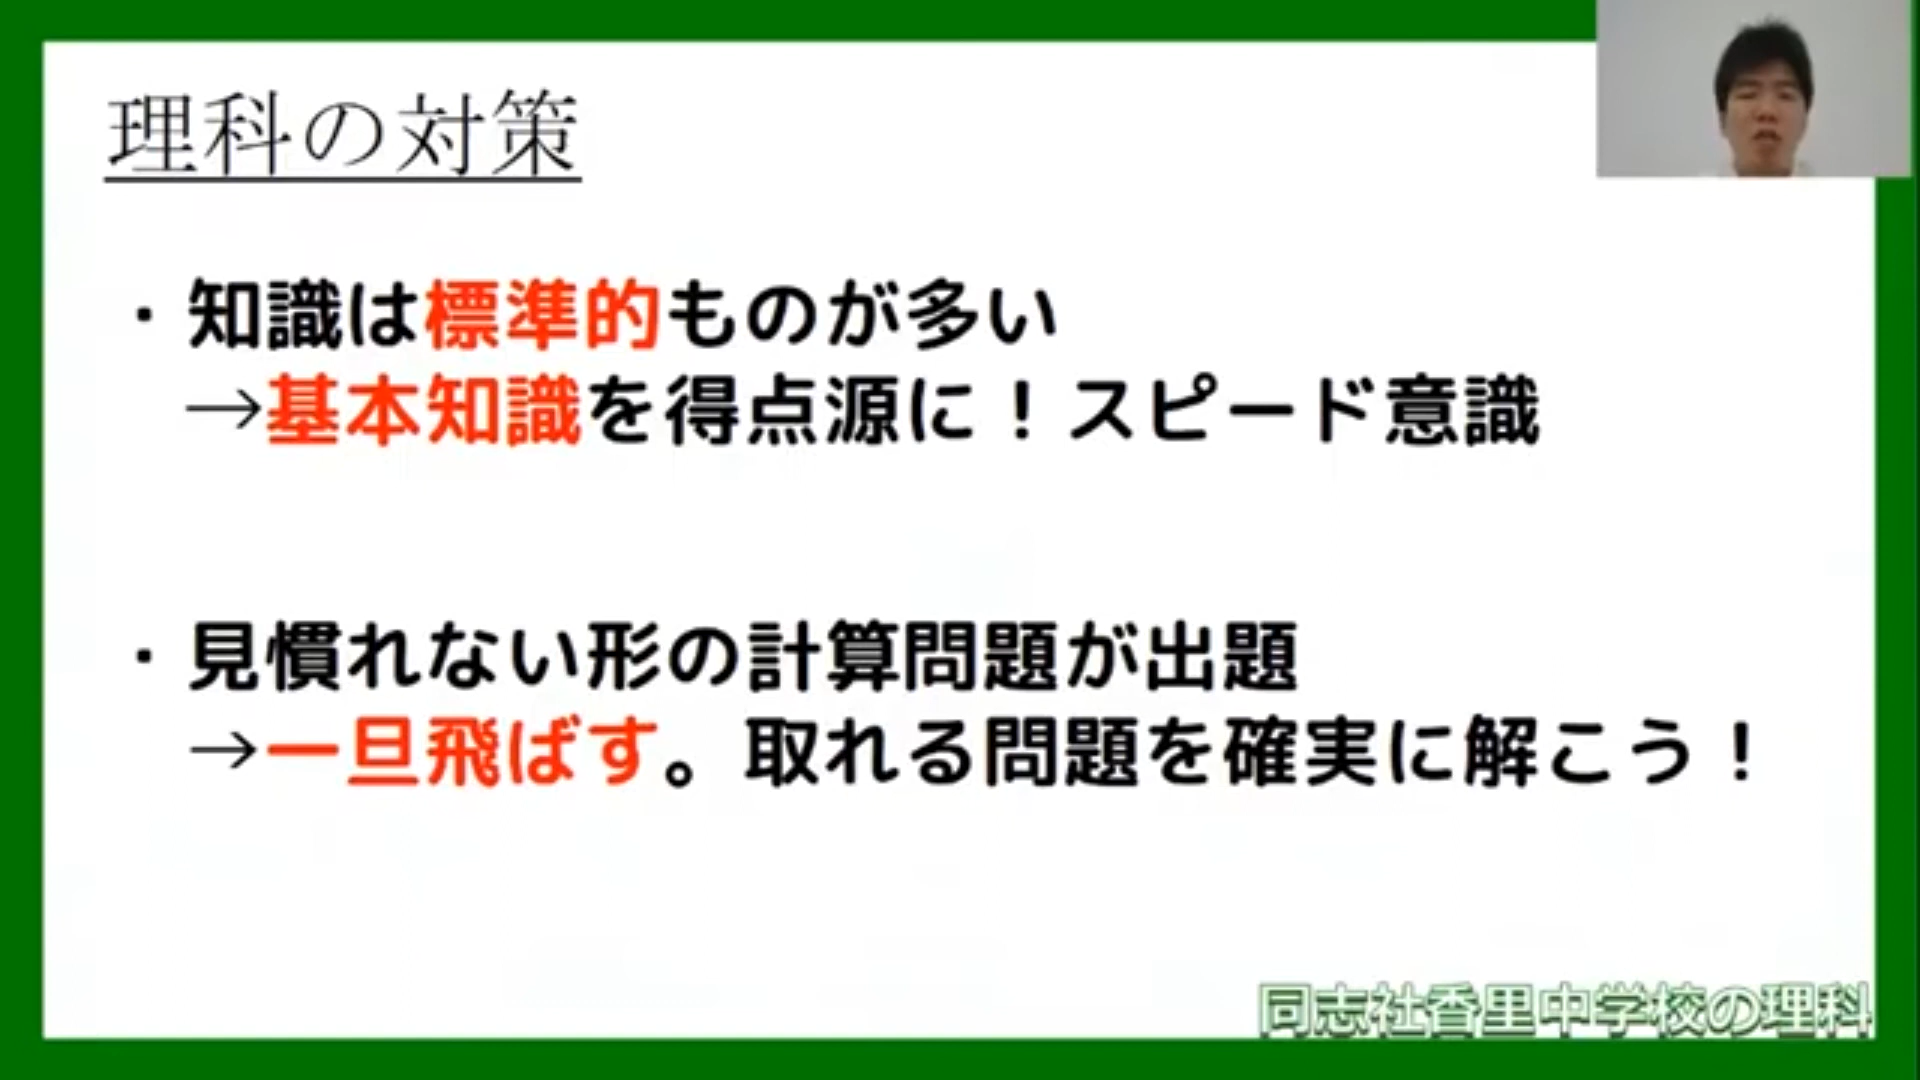 理科の対策
・知識は標準的ものが多い
→基本知識を得点源に！スピード意識
・見慣れない形の計算問題が出題
→一旦飛ばす。取れる問題を確実に解こう！
同志社香里中学校の理科